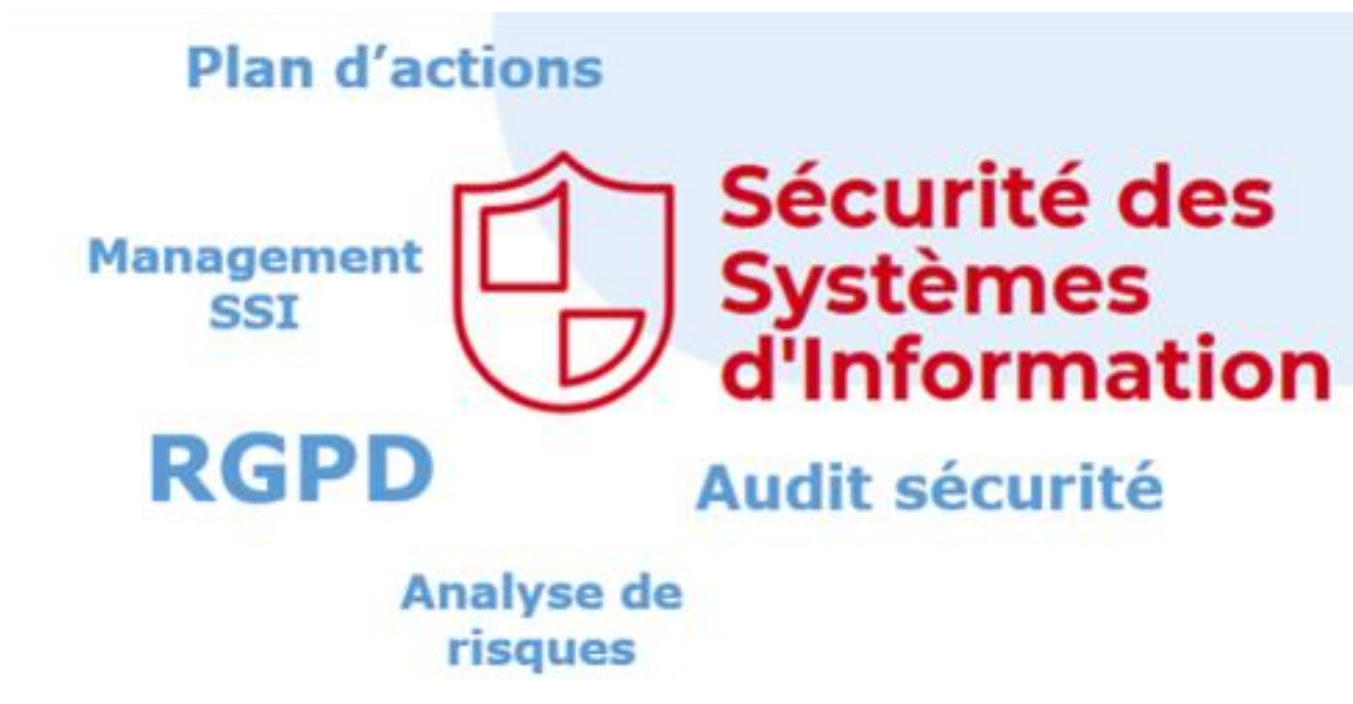 Plan d’actions
Sécurité des
Systèmes
d'Information
Management
SSI
RGPD
Audit sécurité
Analyse de
risques